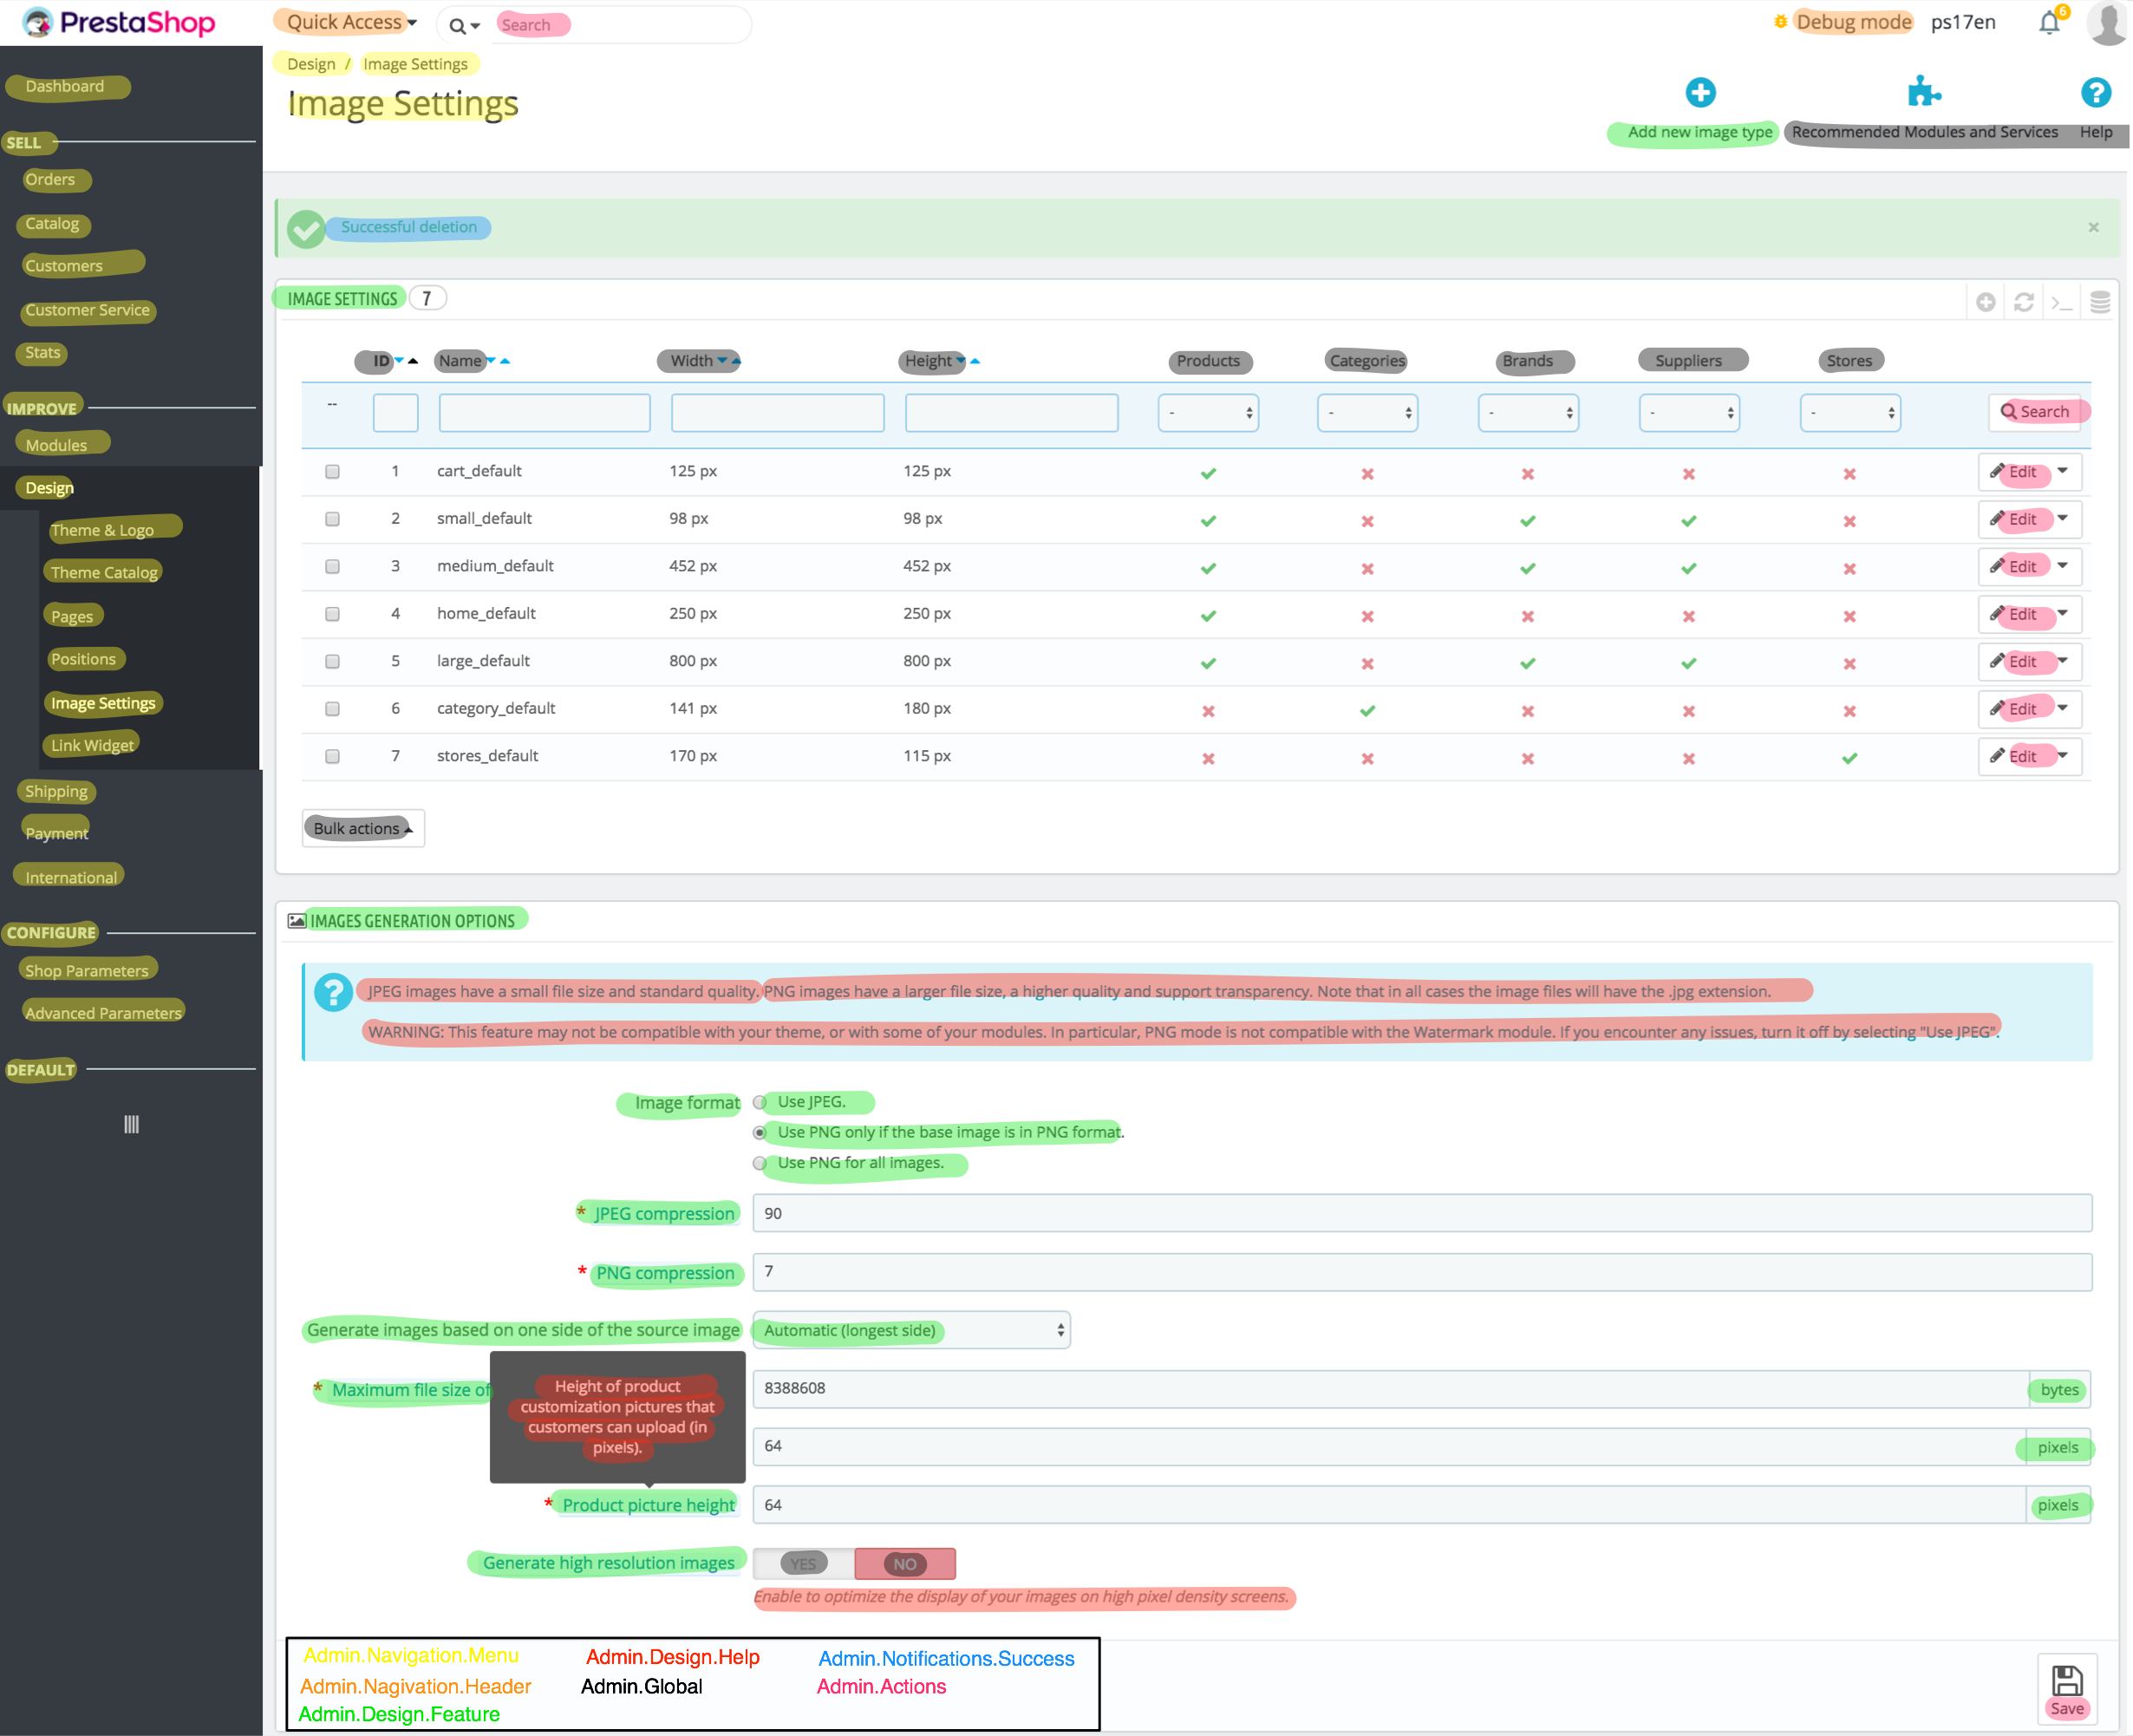 PrestaShop
Quick Access
Search
Debug mode
ps17en
6
Design / Image Settings
Image Settings
Add new image type
Recommended Modules and Services
Help
Dashboard
SELL
Orders
Catalog
Customers
Customer Service
Stats
IMPROVE
Modules
Design
Theme & Logo
Theme Catalog
Pages
Positions
Image Settings
Link Widget
Shipping
Payment
International
CONFIGURE
Shop Parameters
Advanced Parameters
DEFAULT
Successful deletion ×
IMAGE SETTINGS 7
ID Name Width Height Products Categories Brands Suppliers Stores
-- - - - - - Search
1 cart_default 125 px 125 px Edit
2 small_default 98 px 98 px Edit
3 medium_default 452 px 452 px Edit
4 home_default 250 px 250 px Edit
5 large_default 800 px 800 px Edit
6 category_default 141 px 180 px Edit
7 stores_default 170 px 115 px Edit
Bulk actions
IMAGES GENERATION OPTIONS
? JPEG images have a small file size and standard quality. PNG images have a larger file size, a higher quality and support transparency. Note that in all cases the image files will have the .jpg extension.
WARNING: This feature may not be compatible with your theme, or with some of your modules. In particular, PNG mode is not compatible with the Watermark module. If you encounter any issues, turn it off by selecting "Use JPEG".
Image format Use JPEG.
Use PNG only if the base image is in PNG format.
Use PNG for all images.
* JPEG compression 90
* PNG compression 7
Generate images based on one side of the source image Automatic (longest side)
* Maximum file size of 8388608 bytes
Height of product
customization pictures that
customers can upload (in
pixels).
64 pixels
* Product picture height 64 pixels
Generate high resolution images YES NO
Enable to optimize the display of your images on high pixel density screens.
Admin.Navigation.Menu Admin.Design.Help Admin.Notifications.Success
Admin.Nagivation.Header Admin.Global Admin.Actions
Admin.Design.Feature
Save